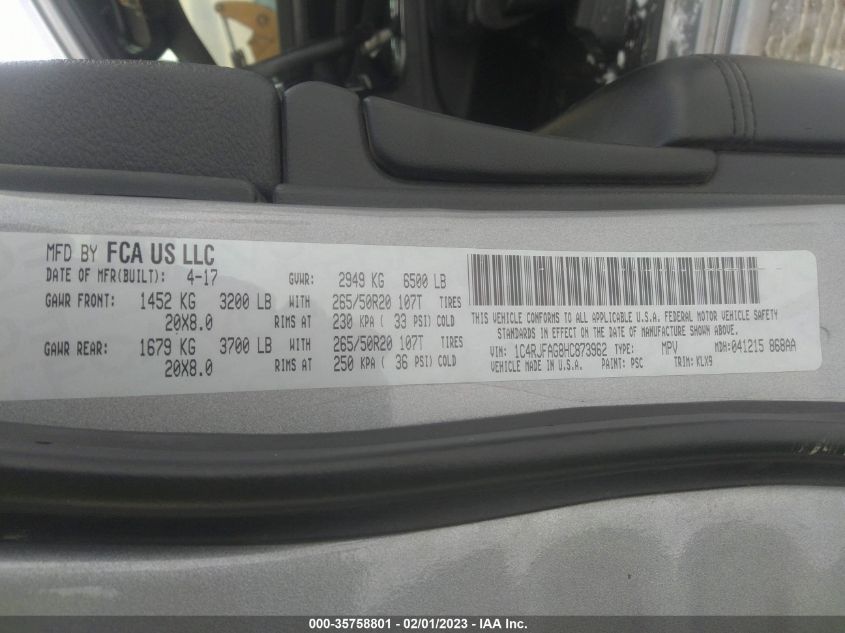 MFD BY FCA US LLC
DATE OF MFR(BUILT): 4-17 GVWR: 2949 KG 6500 LB
GAWR FRONT: 1452 KG 3200 LB WITH 265/50R20 107T TIRES
20X8.0 RIMS AT 230 KPA ( 33 PSI) COLD
GAWR REAR: 1679 KG 3700 LB WITH 265/50R20 107T TIRES
20X8.0 RIMS AT 250 KPA ( 36 PSI) COLD
THIS VEHICLE CONFORMS TO ALL APPLICABLE U.S.A. FEDERAL MOTOR VEHICLE SAFETY
STANDARDS IN EFFECT ON THE DATE OF MANUFACTURE SHOWN ABOVE.
VIN: 1C4RJFAG8HC873962 TYPE: MPV MDH: 041215 868AA
VEHICLE MADE IN U.S.A. PAINT: PSC TRIM: KLX9
000-35758801 - 02/01/2023 - IAA Inc.